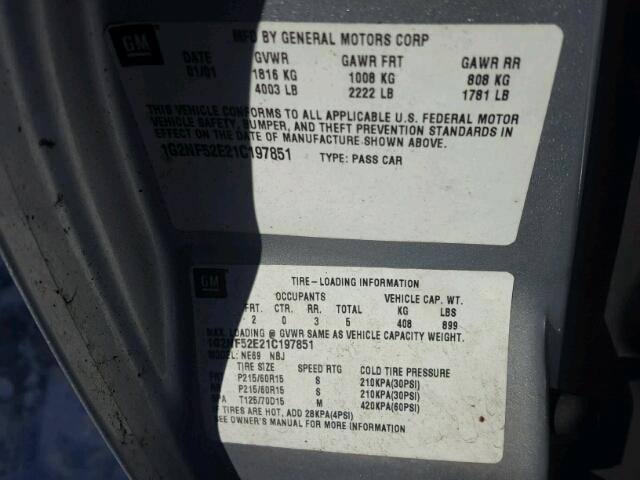 GM
MFD BY GENERAL MOTORS CORP
DATE GVWR GAWR FRT GAWR RR
01/01 1816 KG 1008 KG 808 KG
4003 LB 2222 LB 1781 LB
THIS VEHICLE CONFORMS TO ALL APPLICABLE U.S. FEDERAL MOTOR
VEHICLE SAFETY, BUMPER, AND THEFT PREVENTION STANDARDS IN
EFFECT ON THE DATE OF MANUFACTURE SHOWN ABOVE.
1G2NF52E21C197851 TYPE: PASS CAR
GM
TIRE-LOADING INFORMATION
OCCUPANTS VEHICLE CAP. WT.
FRT. CTR. RR. TOTAL KG LBS
2 0 3 5 408 899
MAX. LOADING @ GVWR SAME AS VEHICLE CAPACITY WEIGHT.
1G2NF52E21C197851
MODEL: NE69 NBJ
TIRE SIZE SPEED RTG COLD TIRE PRESSURE
FRT P215/60R15 S 210KPA(30PSI)
RR P215/60R15 S 210KPA(30PSI)
SPA T125/70D15 M 420KPA(60PSI)
IF TIRES ARE HOT, ADD 28KPA(4PSI)
SEE OWNER'S MANUAL FOR MORE INFORMATION